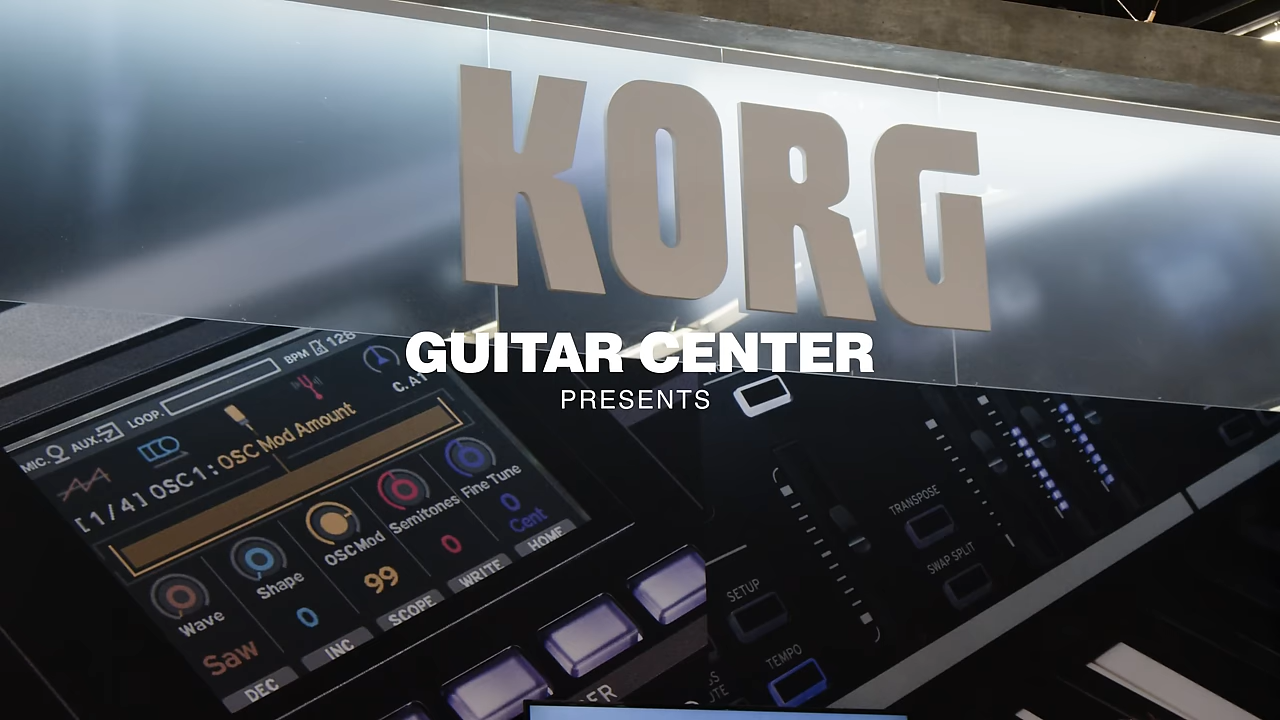 KORG
GUITAR CENTER
PRESENTS
MIC.
AUX.
LOOP.
BPM
128
C.A1
[1/4] OSC1: OSC Mod Amount
Wave
Shape
OSC Mod
Semitones
Fine Tune
Saw
0
99
0
0
Cent
DEC
INC
SCOPE
WRITE
HOME
TRANSPOSE
SWAP SPLIT
SETUP
TEMPO
ER